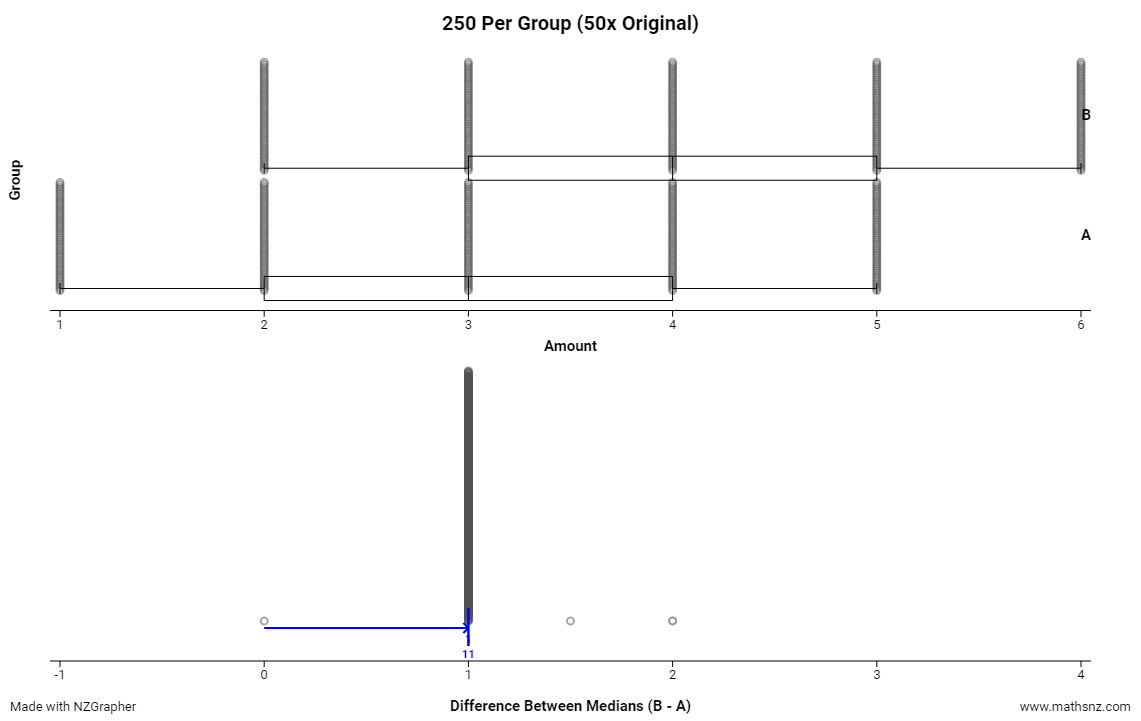 250 Per Group (50x Original)
B
Group
A
1 2 3 4 5 6
Amount
11
-1 0 1 2 3 4
Made with NZGrapher Difference Between Medians (B - A) www.mathsnz.com